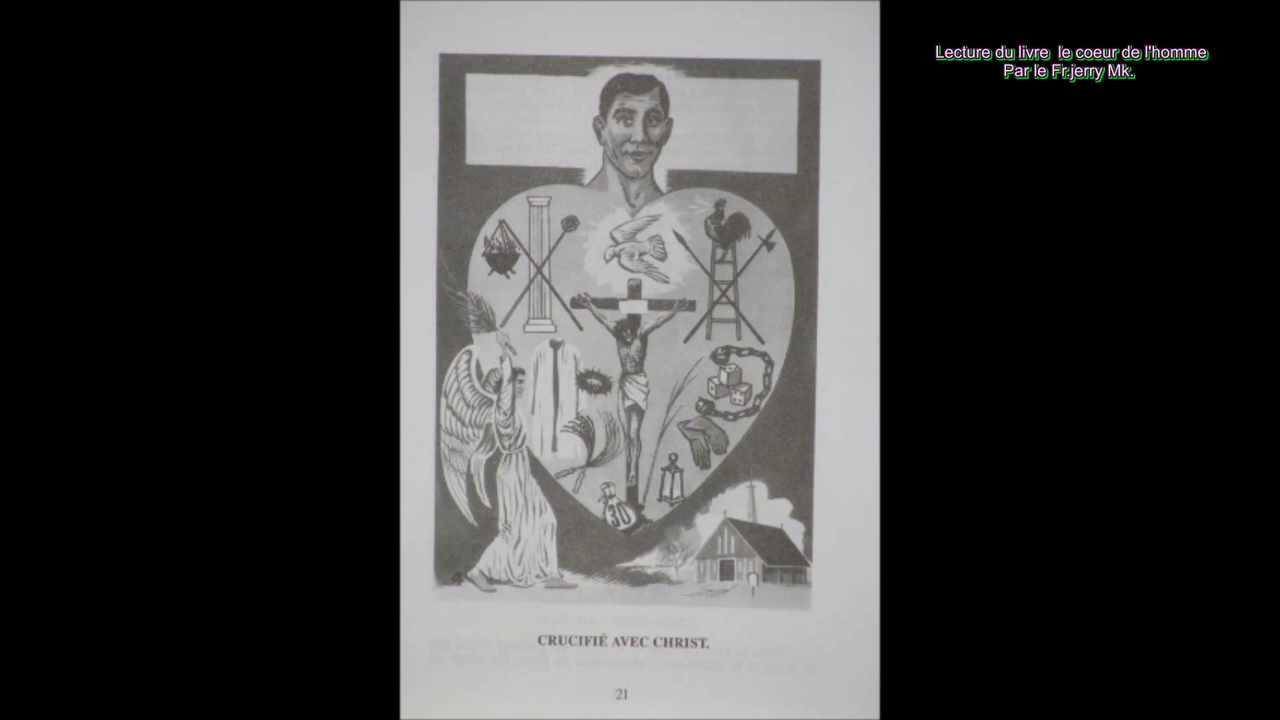 Lecture du livre le coeur de l'homme
Par le Fr.jerry Mk.
30
CRUCIFIÉ AVEC CHRIST.
21